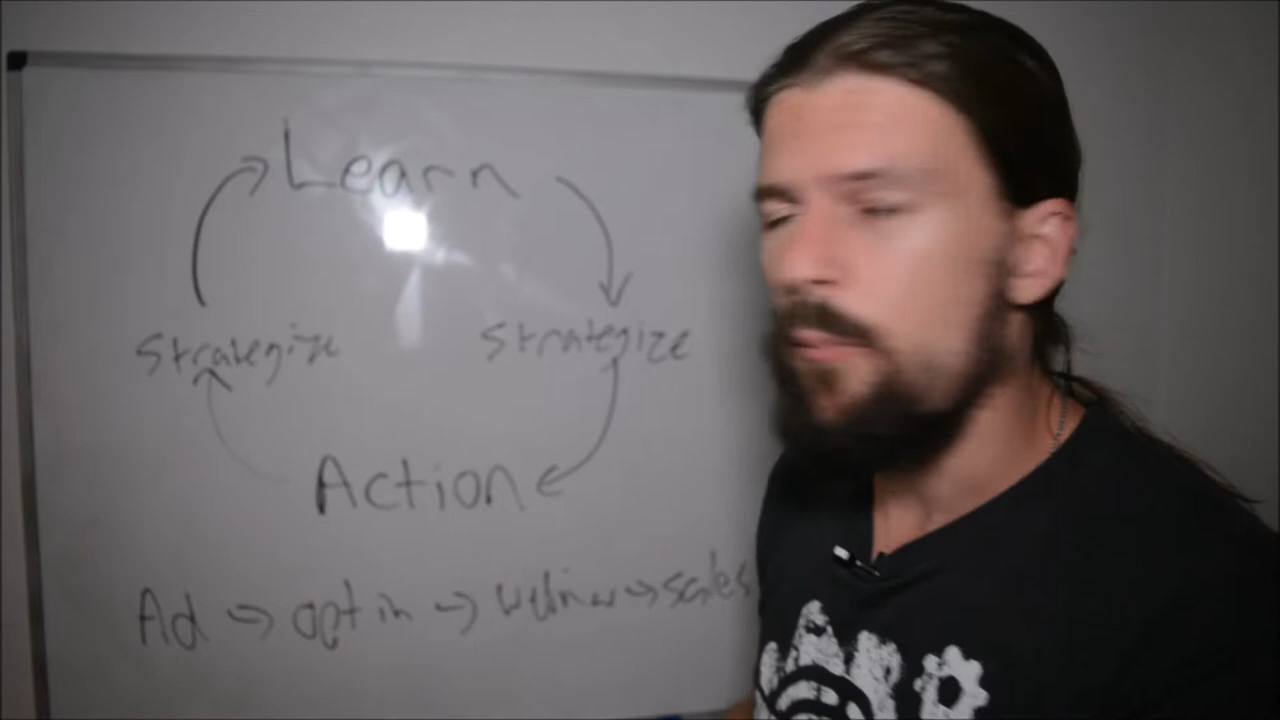 Learn
Strategize Strategize
Action
Ad → opt in → webinar → sales